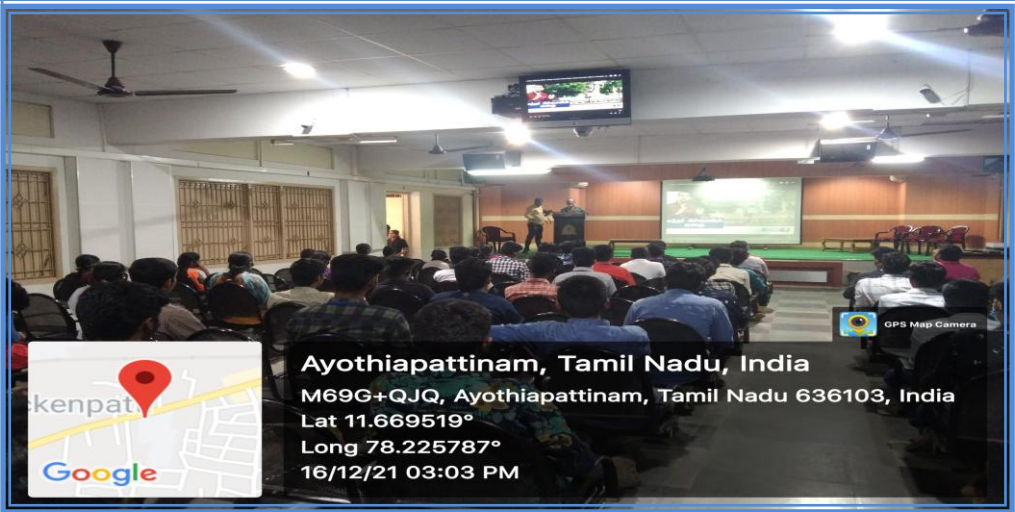 GPS Map Camera
Ayothiapattinam, Tamil Nadu, India
M69G+QJQ, Ayothiapattinam, Tamil Nadu 636103, India
Lat 11.669519°
Long 78.225787°
16/12/21 03:03 PM
ckenpat
Google